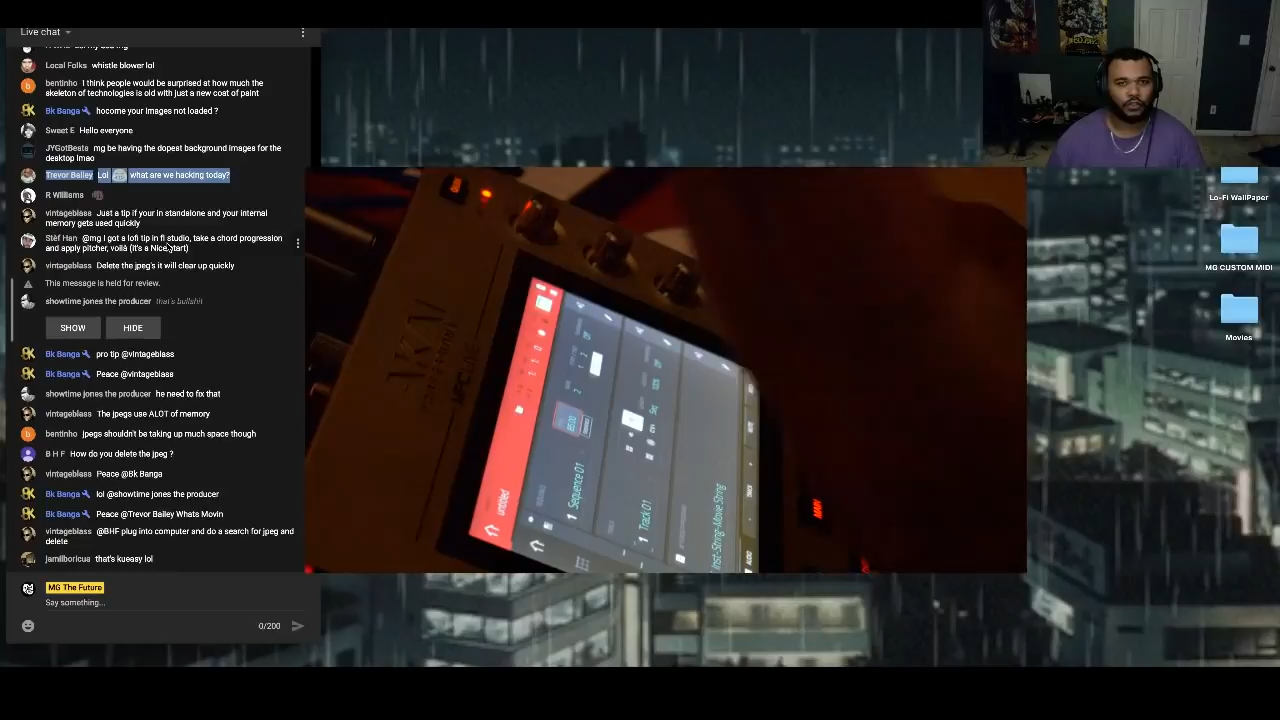 Live chat
Local Folks whistle blower lol
bentinho I think people would be surprised at how much the
skeleton of technologies is old with just a new coat of paint
Bk Banga hocome your images not loaded ?
Sweet E Hello everyone
JYGotBeats mg be having the dopest background images for the
desktop lmao
Trevor Bailey Lol what are we hacking today?
R Williams
vintageblass Just a tip if your in standalone and your internal
memory gets used quickly
Stèf Han @mg I got a lofi tip in fl studio, take a chord progression
and apply pitcher, voilà (it's a Nice start)
vintageblass Delete the jpeg's it will clear up quickly
This message is held for review.
showtime jones the producer that's bullshit
SHOW HIDE
Bk Banga pro tip @vintageblass
Bk Banga Peace @vintageblass
showtime jones the producer he need to fix that
vintageblass The jpegs use ALOT of memory
bentinho jpegs shouldn't be taking up much space though
B H F How do you delete the jpeg ?
vintageblass Peace @Bk Banga
Bk Banga lol @showtime jones the producer
Bk Banga Peace @Trevor Bailey Whats Movin
vintageblass @BHF plug into computer and do a search for jpeg and
delete
jamilboricua that's kueasy lol
MG The Future
Say something...
0/200
untitled
1 Sequence 01
1 Track 01
Inst-String-Movie String
MAIN
Lo-Fi WallPaper
MG CUSTOM MIDI
Movies